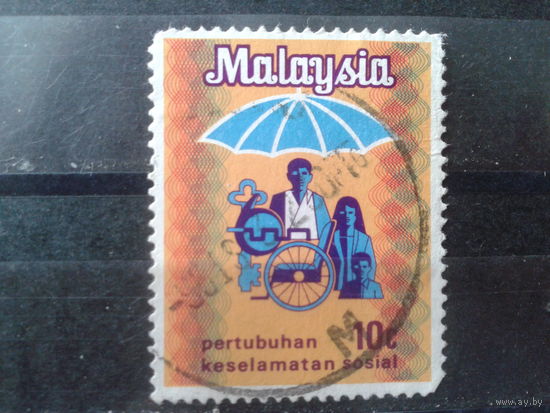 Malaysia
pertubuhan 10c
keselamatan sosial
www.ay.by